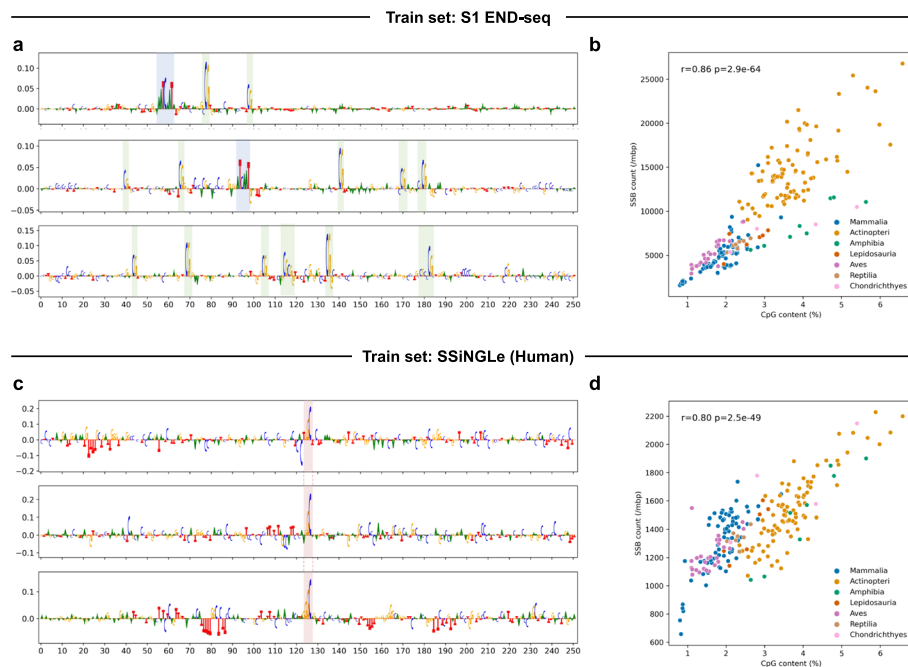 Train set: S1 END-seq
a
0.10
0.05
0.00
0.10
0.05
0.00
−0.05
0.15
0.10
0.05
0.00
−0.05
0 10 20 30 40 50 60 70 80 90 100 110 120 130 140 150 160 170 180 190 200 210 220 230 240 250
b
r=0.86 p=2.9e-64
SSB count (/mbp)
25000
20000
15000
10000
5000
Mammalia
Actinopteri
Amphibia
Lepidosauria
Aves
Reptilia
Chondrichthyes
1 2 3 4 5 6
CpG content (%)
Train set: SSiNGLe (Human)
c
0.2
0.1
0.0
−0.1
−0.2
0.2
0.1
0.0
−0.1
0.1
0.0
0 10 20 30 40 50 60 70 80 90 100 110 120 130 140 150 160 170 180 190 200 210 220 230 240 250
d
r=0.80 p=2.5e-49
SSB count (/mbp)
2200
2000
1800
1600
1400
1200
1000
800
600
Mammalia
Actinopteri
Amphibia
Lepidosauria
Aves
Reptilia
Chondrichthyes
1 2 3 4 5 6
CpG content (%)